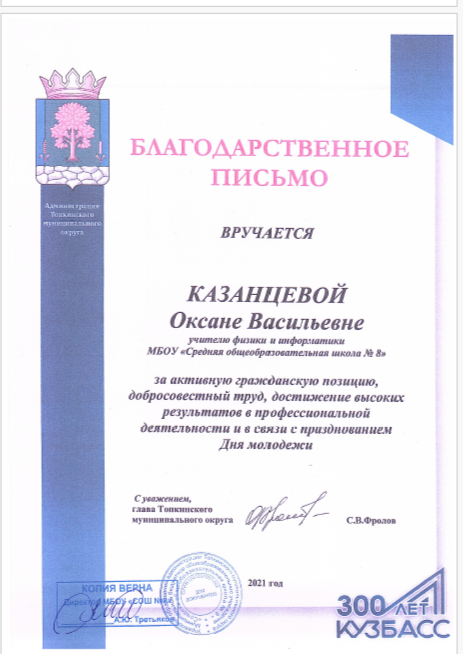 Администрация
Топкинского
муниципального
округа
БЛАГОДАРСТВЕННОЕ
ПИСЬМО
ВРУЧАЕТСЯ
КАЗАНЦЕВОЙ
Оксане Васильевне
учителю физики и информатики
МБОУ «Средняя общеобразовательная школа № 8»
за активную гражданскую позицию,
добросовестный труд, достижение высоких
результатов в профессиональной
деятельности и в связи с празднованием
Дня молодежи
С уважением,
глава Топкинского
муниципального округа
С.В.Фролов
2021 год
КОПИЯ ВЕРНА
Директор МБОУ «СОШ №8»
А.Ю. Третьяков
ДЛЯ
ДОКУМЕНТОВ
300 ЛЕТ
КУЗБАСС